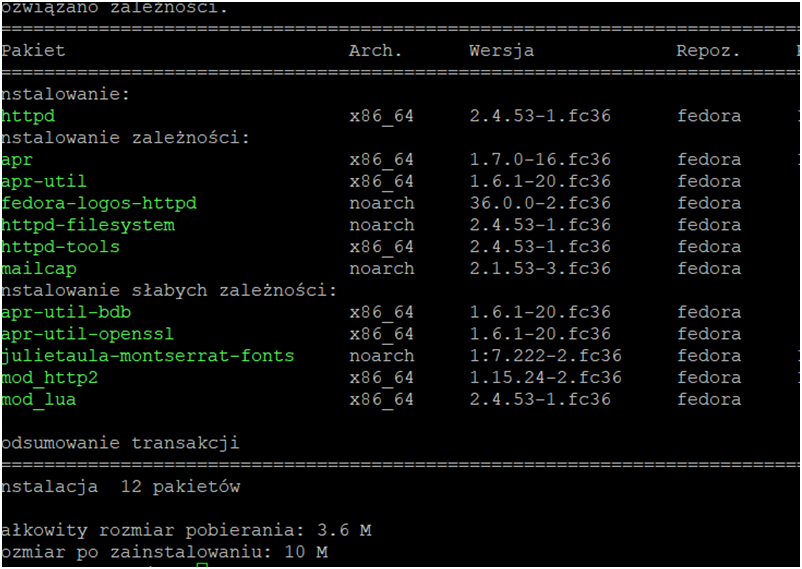 ozwiązano zależności.
================================================================================
Pakiet Arch. Wersja Repoz.
================================================================================
nstalowanie:
httpd x86_64 2.4.53-1.fc36 fedora
nstalowanie zależności:
apr x86_64 1.7.0-16.fc36 fedora
apr-util x86_64 1.6.1-20.fc36 fedora
fedora-logos-httpd noarch 36.0.0-2.fc36 fedora
httpd-filesystem noarch 2.4.53-1.fc36 fedora
httpd-tools x86_64 2.4.53-1.fc36 fedora
mailcap noarch 2.1.53-3.fc36 fedora
nstalowanie słabych zależności:
apr-util-bdb x86_64 1.6.1-20.fc36 fedora
apr-util-openssl x86_64 1.6.1-20.fc36 fedora
julietaula-montserrat-fonts noarch 1:7.222-2.fc36 fedora
mod_http2 x86_64 1.15.24-2.fc36 fedora
mod_lua x86_64 2.4.53-1.fc36 fedora
odsumowanie transakcji
================================================================================
nstalacja 12 pakietów
ałkowity rozmiar pobierania: 3.6 M
ozmiar po zainstalowaniu: 10 M